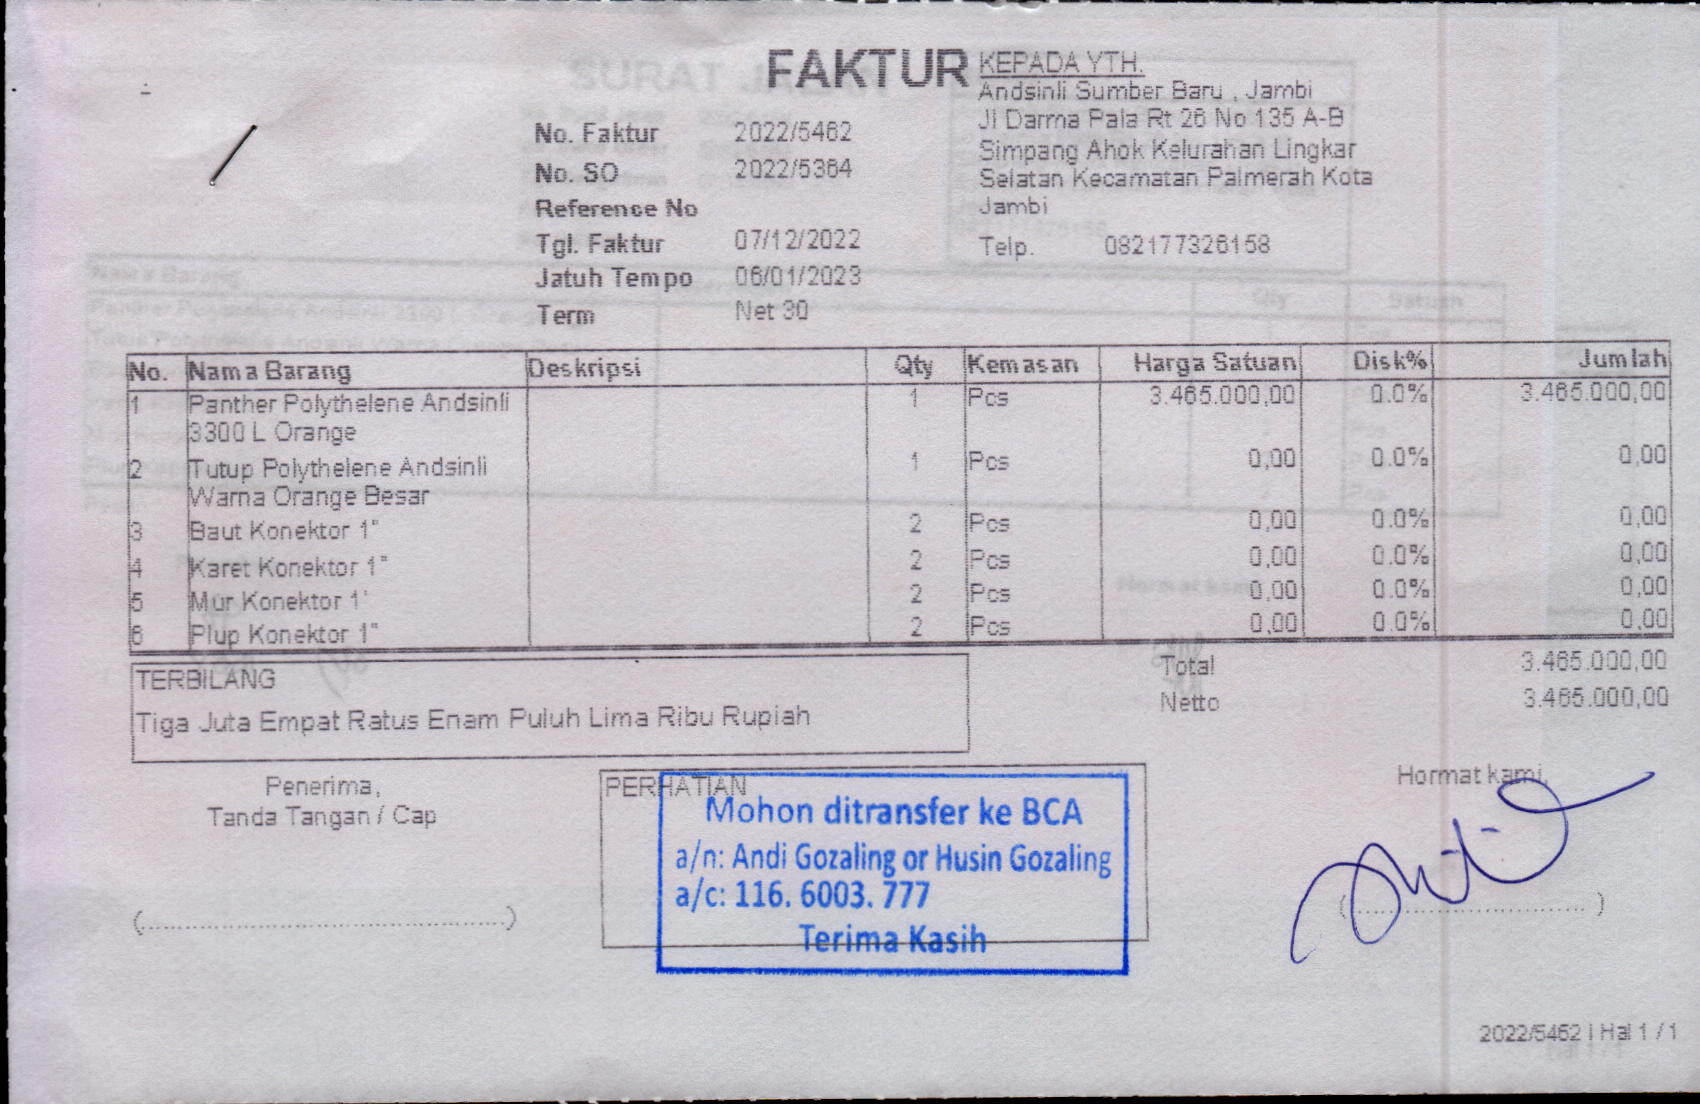 FAKTUR
KEPADA YTH.
Andsinli Sumber Baru , Jambi
Jl Darma Pala Rt 26 No 135 A-B
Simpang Ahok Kelurahan Lingkar
Selatan Kecamatan Palmerah Kota
Jambi
Telp. 082177326158
No. Faktur 2022/5462
No. SO 2022/5364
Reference No
Tgl. Faktur 07/12/2022
Jatuh Tempo 06/01/2023
Term Net 30
No. Nama Barang Deskripsi Qty Kemasan Harga Satuan Disk% Jumlah
1 Panther Polythelene Andsinli 1 Pcs 3.465.000,00 0.0% 3.465.000,00
3300 L Orange
2 Tutup Polythelene Andsinli 1 Pcs 0,00 0.0% 0,00
Warna Orange Besar
3 Baut Konektor 1" 2 Pcs 0,00 0.0% 0,00
4 Karet Konektor 1" 2 Pcs 0,00 0.0% 0,00
5 Mur Konektor 1' 2 Pcs 0,00 0.0% 0,00
6 Plup Konektor 1" 2 Pcs 0,00 0.0% 0,00
Total 3.465.000,00
Netto 3.465.000,00
TERBILANG
Tiga Juta Empat Ratus Enam Puluh Lima Ribu Rupiah
Penerima,
Tanda Tangan / Cap
(....................................................)
PERHATIAN
Mohon ditransfer ke BCA
a/n: Andi Gozaling or Husin Gozaling
a/c: 116. 6003. 777
Terima Kasih
Hormat kami,
(....................................)
2022/5462 | Hal 1 / 1